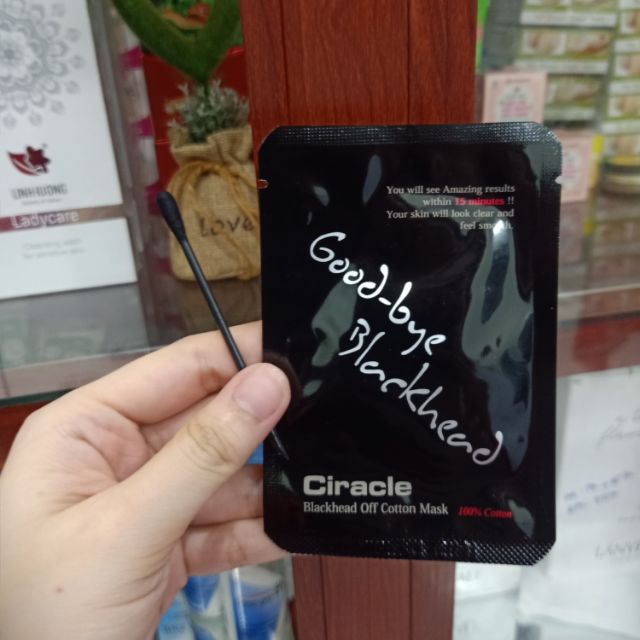 You will see Amazing results
within 15 minutes !!
Your skin will look clear and
feel smooth.
Good-bye
Blackhead
Ciracle
Blackhead Off Cotton Mask 100% Cotton
LINH HUONG
Ladycare
LOVE